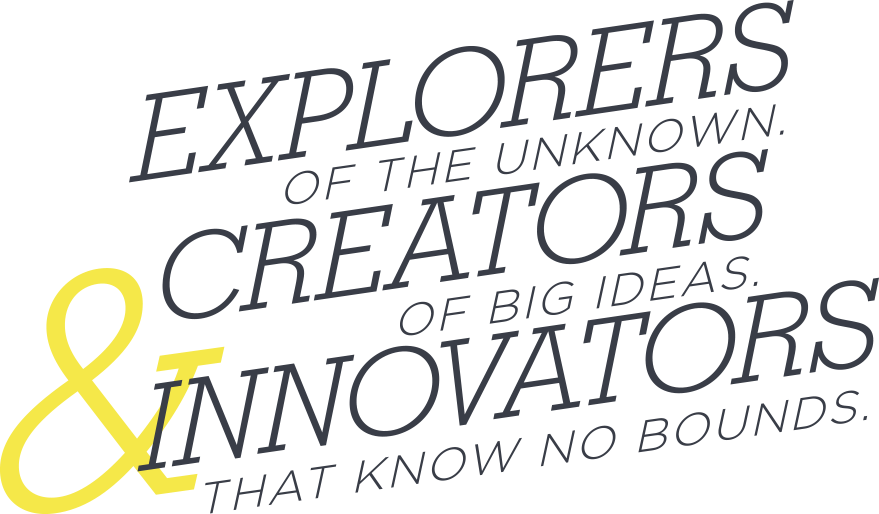 EXPLORERS
OF THE UNKNOWN.
CREATORS
OF BIG IDEAS.
& INNOVATORS
THAT KNOW NO BOUNDS.